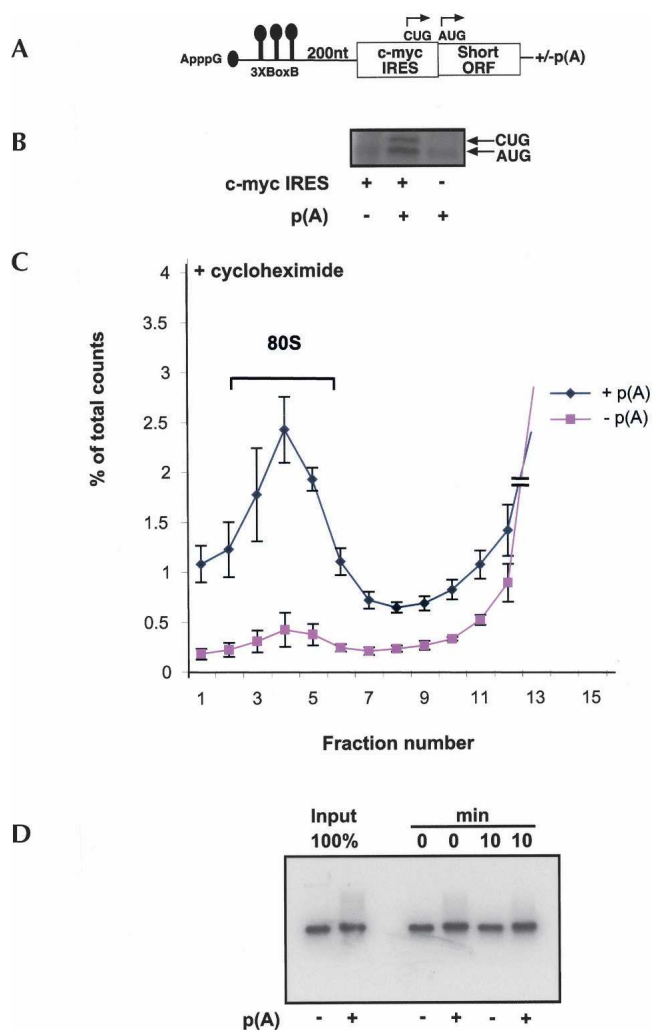 A
CUG AUG
ApppG 3XBoxB 200nt c-myc IRES Short ORF +/-p(A)
B
CUG
AUG
c-myc IRES + + -
p(A) - + +
C
+ cycloheximide
80S
% of total counts
4
3.5
3
2.5
2
1.5
1
0.5
0
+ p(A)
- p(A)
1 3 5 7 9 11 13 15
Fraction number
D
Input min
100% 0 0 10 10
p(A) - + - + - +